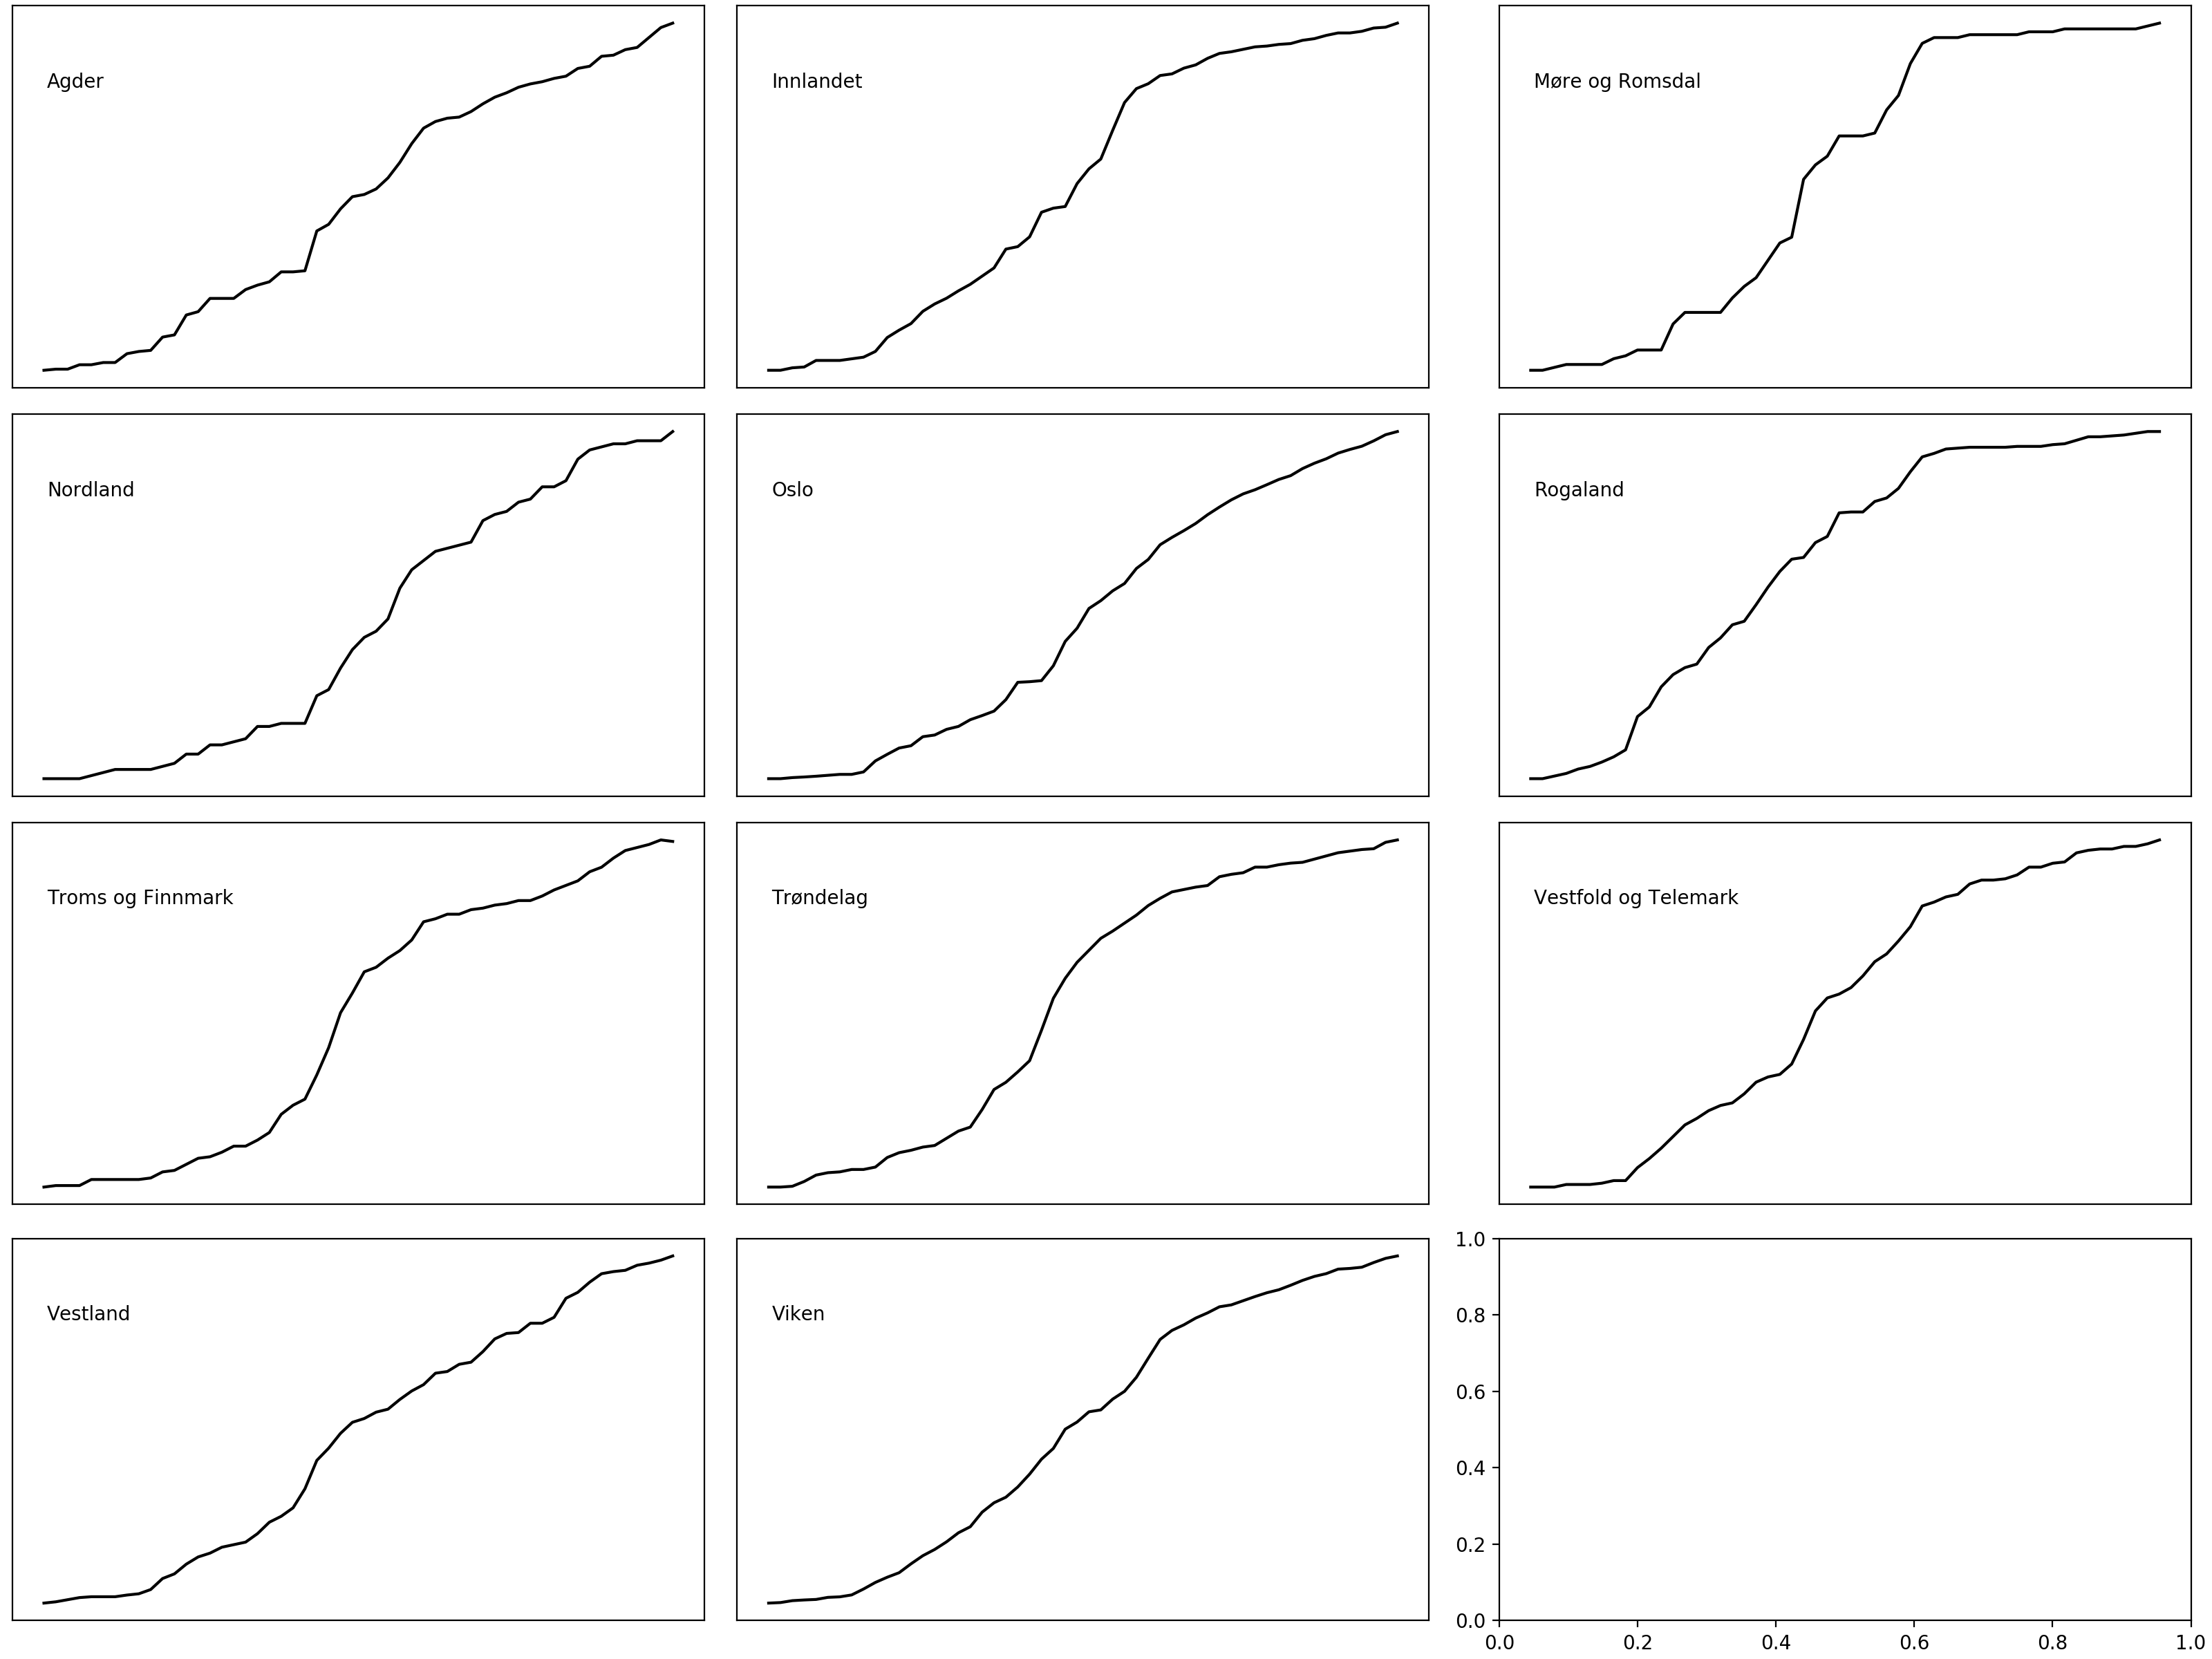 Agder
Innlandet
Møre og Romsdal
Nordland
Oslo
Rogaland
Troms og Finnmark
Trøndelag
Vestfold og Telemark
Vestland
Viken
1.0
0.8
0.6
0.4
0.2
0.0
0.0 0.2 0.4 0.6 0.8 1.0